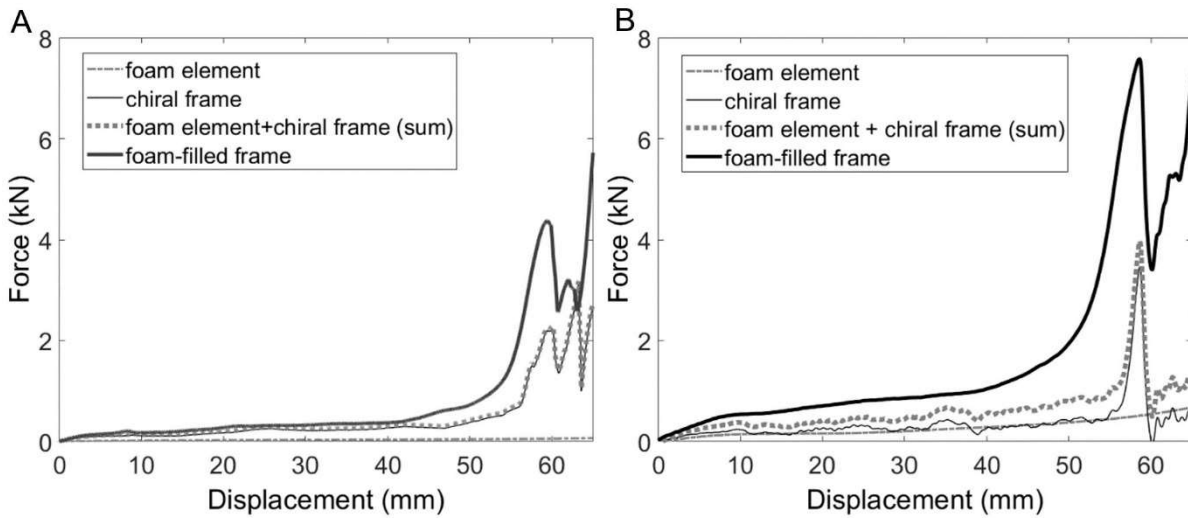 A
8
6
4
2
0
Force (kN)
foam element
chiral frame
foam element+chiral frame (sum)
foam-filled frame
0 10 20 30 40 50 60
Displacement (mm)
B
8
6
4
2
0
Force (kN)
foam element
chiral frame
foam element + chiral frame (sum)
foam-filled frame
0 10 20 30 40 50 60
Displacement (mm)